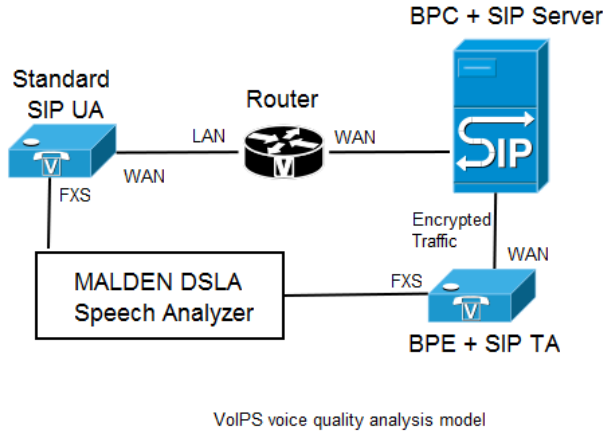 BPC + SIP Server
Standard
SIP UA
Router
LAN
WAN
WAN
V
V
SIP
FXS
Encrypted
Traffic
WAN
MALDEN DSLA
Speech Analyzer
FXS
V
BPE + SIP TA
VoIPS voice quality analysis model